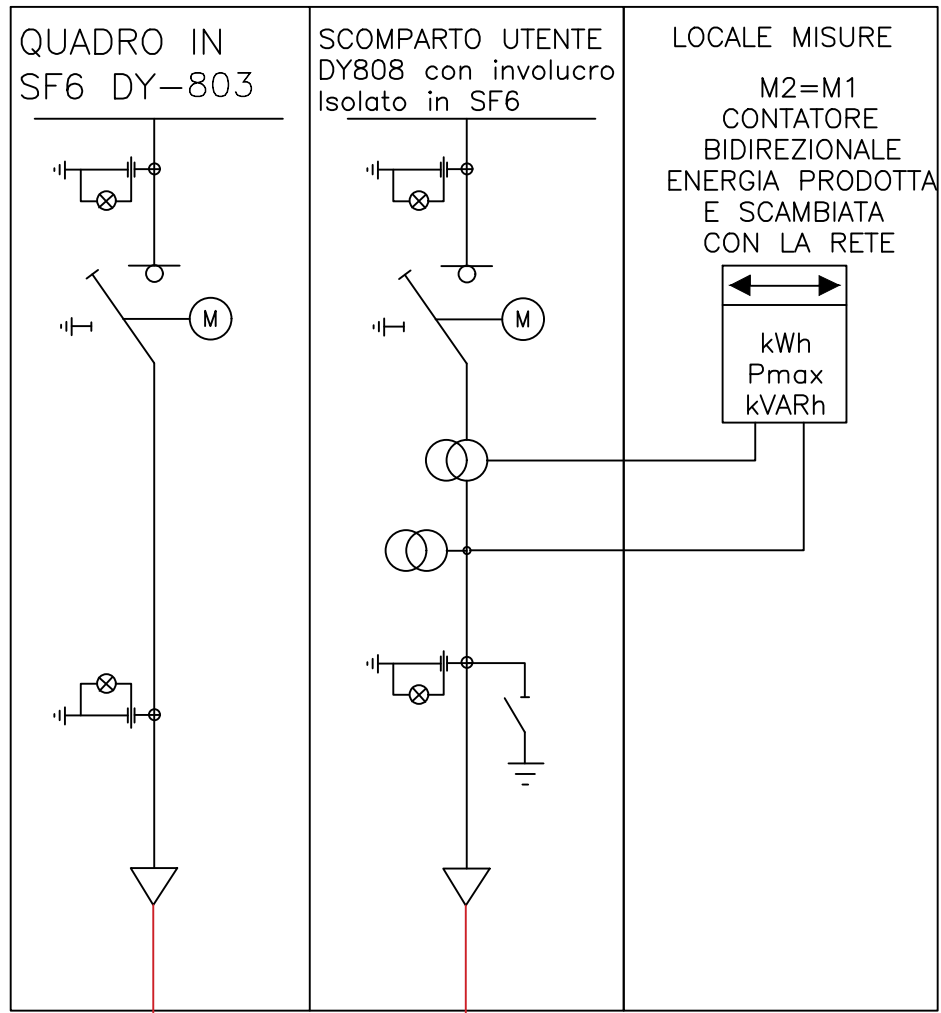 QUADRO IN
SF6 DY-803
M
SCOMPARTO UTENTE
DY808 con involucro
Isolato in SF6
M
LOCALE MISURE
M2=M1
CONTATORE
BIDIREZIONALE
ENERGIA PRODOTTA
E SCAMBIATA
CON LA RETE
kWh
Pmax
kVARh